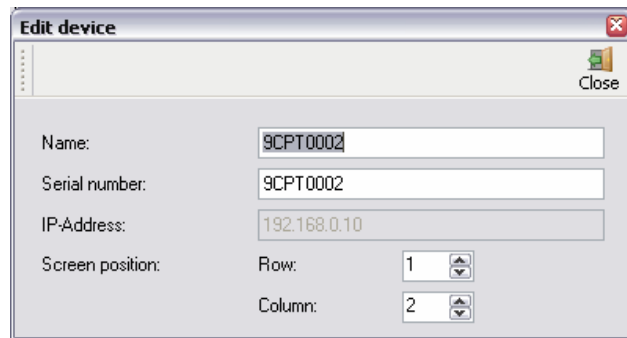 Edit device
Close
Name: 9CPT0002
Serial number: 9CPT0002
IP-Address: 192.168.0.10
Screen position: Row: 1
Column: 2